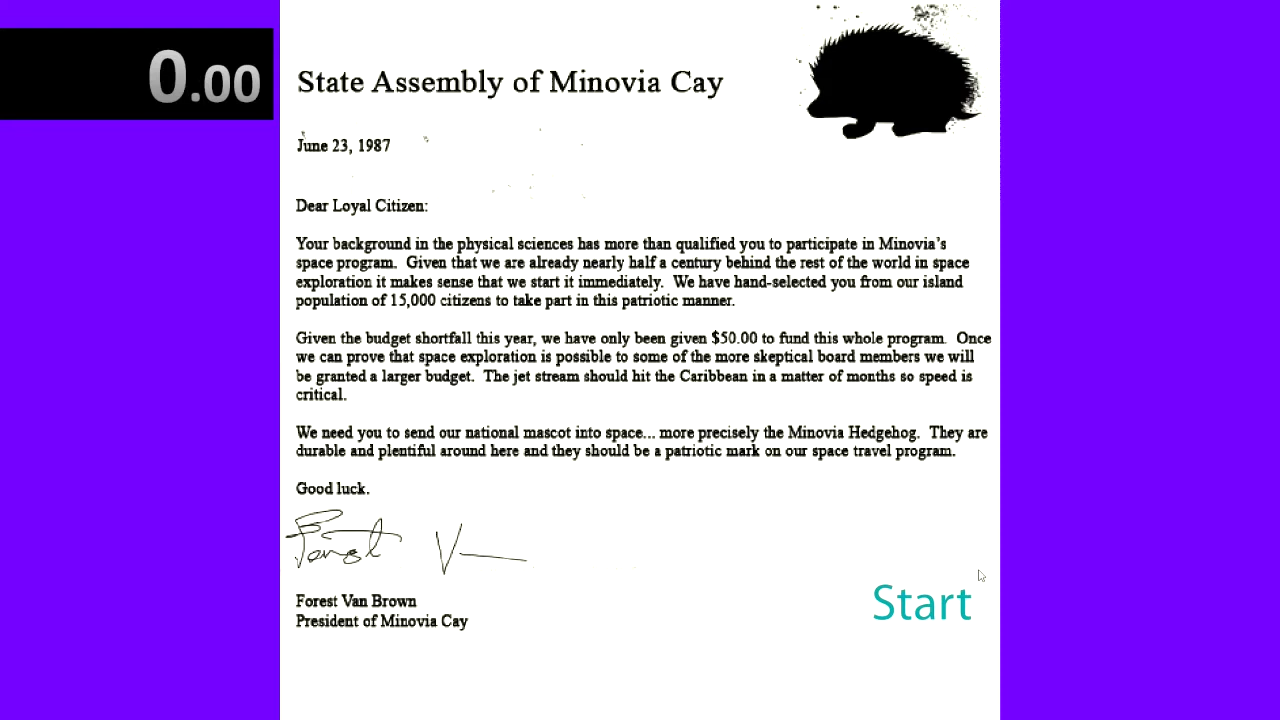 0.00
State Assembly of Minovia Cay
June 23, 1987
Dear Loyal Citizen:
Your background in the physical sciences has more than qualified you to participate in Minovia's
space program. Given that we are already nearly half a century behind the rest of the world in space
exploration it makes sense that we start it immediately. We have hand-selected you from our island
population of 15,000 citizens to take part in this patriotic manner.
Given the budget shortfall this year, we have only been given $50.00 to fund this whole program. Once
we can prove that space exploration is possible to some of the more skeptical board members we will
be granted a larger budget. The jet stream should hit the Caribbean in a matter of months so speed is
critical.
We need you to send our national mascot into space... more precisely the Minovia Hedgehog. They are
durable and plentiful around here and they should be a patriotic mark on our space travel program.
Good luck.
Forest Van Brown
President of Minovia Cay
Start